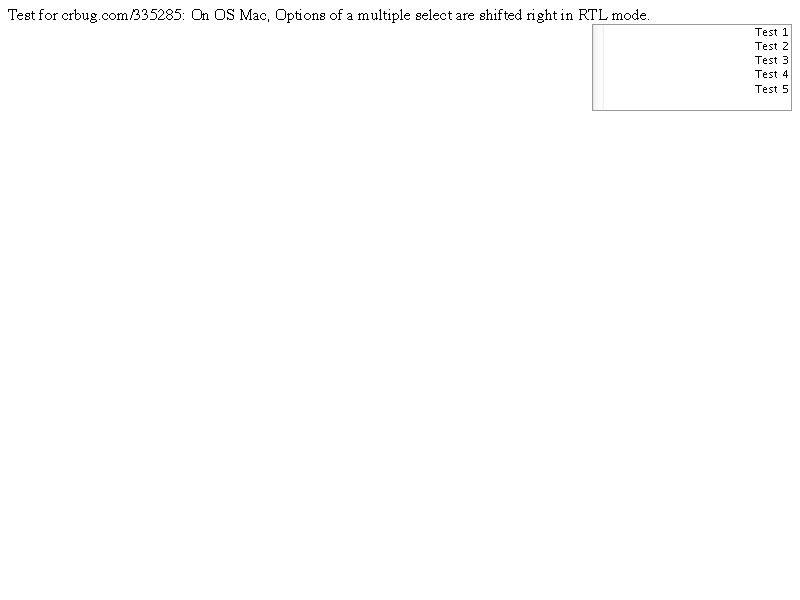 Test for crbug.com/335285: On OS Mac, Options of a multiple select are shifted right in RTL mode.
Test 1
Test 2
Test 3
Test 4
Test 5